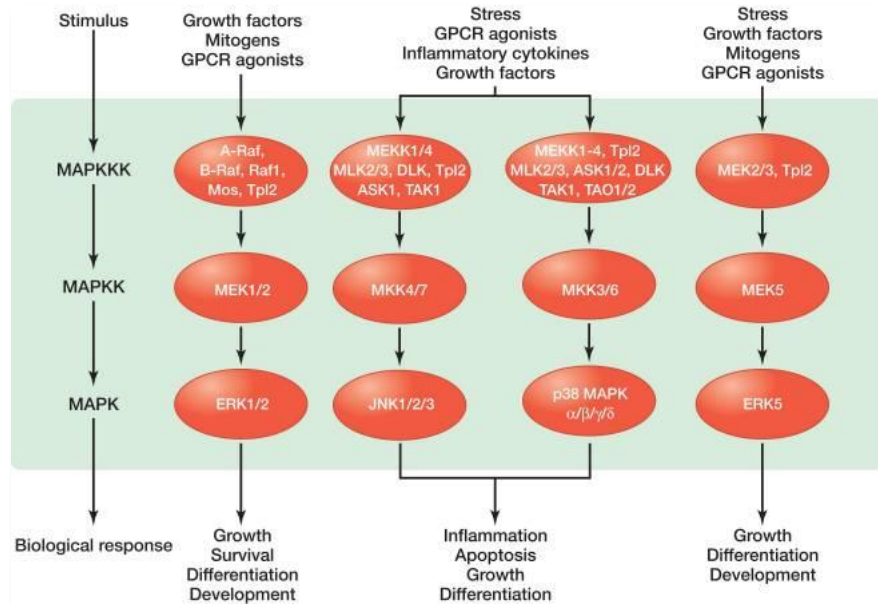 Stimulus
Growth factors
Mitogens
GPCR agonists
Stress
GPCR agonists
Inflammatory cytokines
Growth factors
Stress
Growth factors
Mitogens
GPCR agonists
MAPKKK
A-Raf,
B-Raf, Raf1,
Mos, Tpl2
MEKK1/4
MLK2/3, DLK, Tpl2
ASK1, TAK1
MEKK1-4, Tpl2
MLK2/3, ASK1/2, DLK
TAK1, TAO1/2
MEK2/3, Tpl2
MAPKK
MEK1/2
MKK4/7
MKK3/6
MEK5
MAPK
ERK1/2
JNK1/2/3
p38 MAPK
α/β/γ/δ
ERK5
Biological response
Growth
Survival
Differentiation
Development
Inflammation
Apoptosis
Growth
Differentiation
Growth
Differentiation
Development